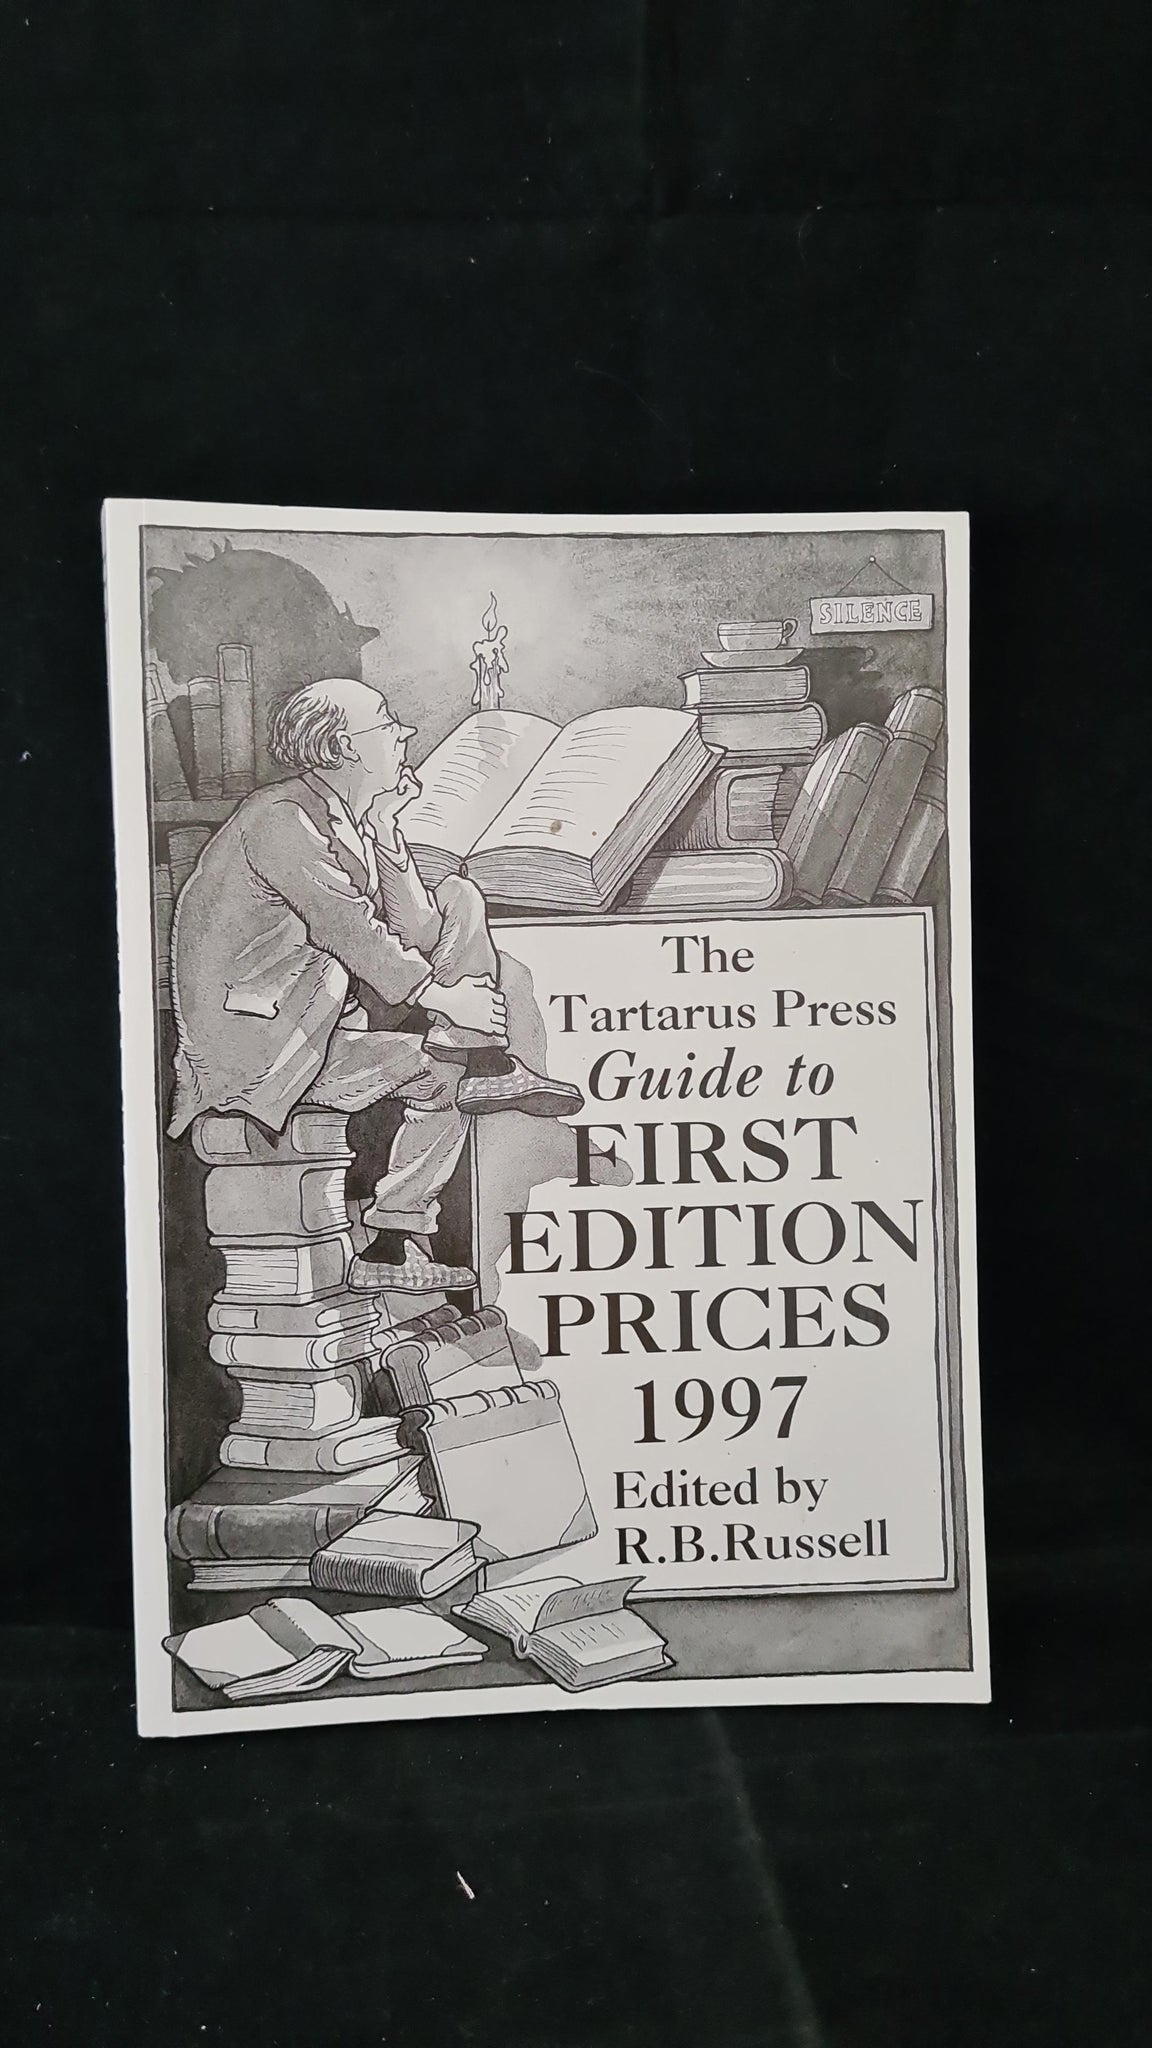 SILENCE
The
Tartarus Press
Guide to
FIRST
EDITION
PRICES
1997
Edited by
R.B.Russell